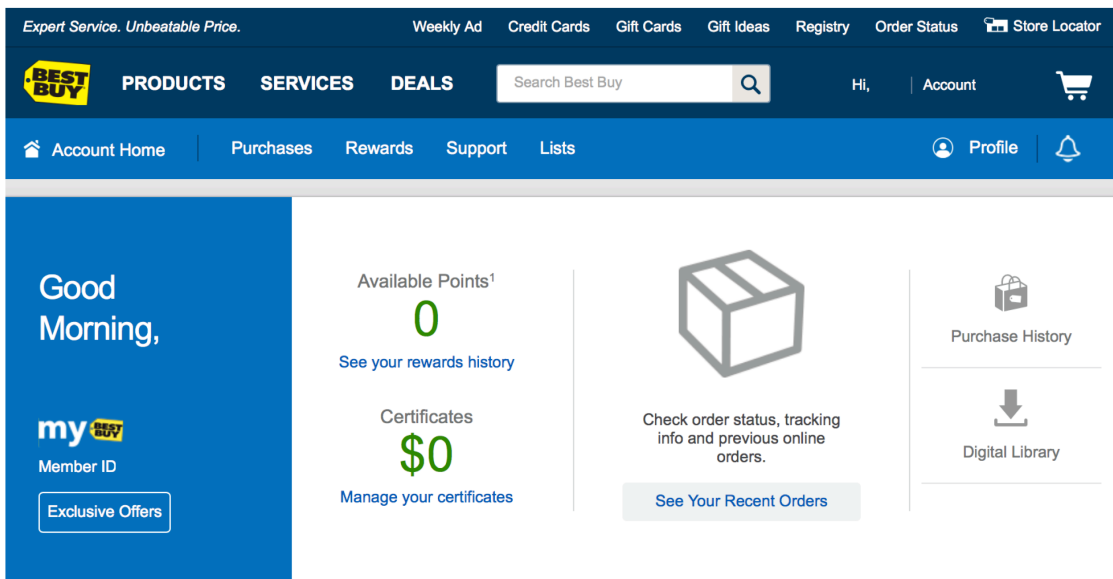 Expert Service. Unbeatable Price.
Weekly Ad Credit Cards Gift Cards Gift Ideas Registry Order Status Store Locator
BEST BUY
PRODUCTS SERVICES DEALS Search Best Buy Hi, Account
Account Home Purchases Rewards Support Lists Profile
Good
Morning,
my BEST BUY
Member ID
Exclusive Offers
Available Points¹
0
See your rewards history
Certificates
$0
Manage your certificates
Check order status, tracking
info and previous online
orders.
See Your Recent Orders
Purchase History
Digital Library